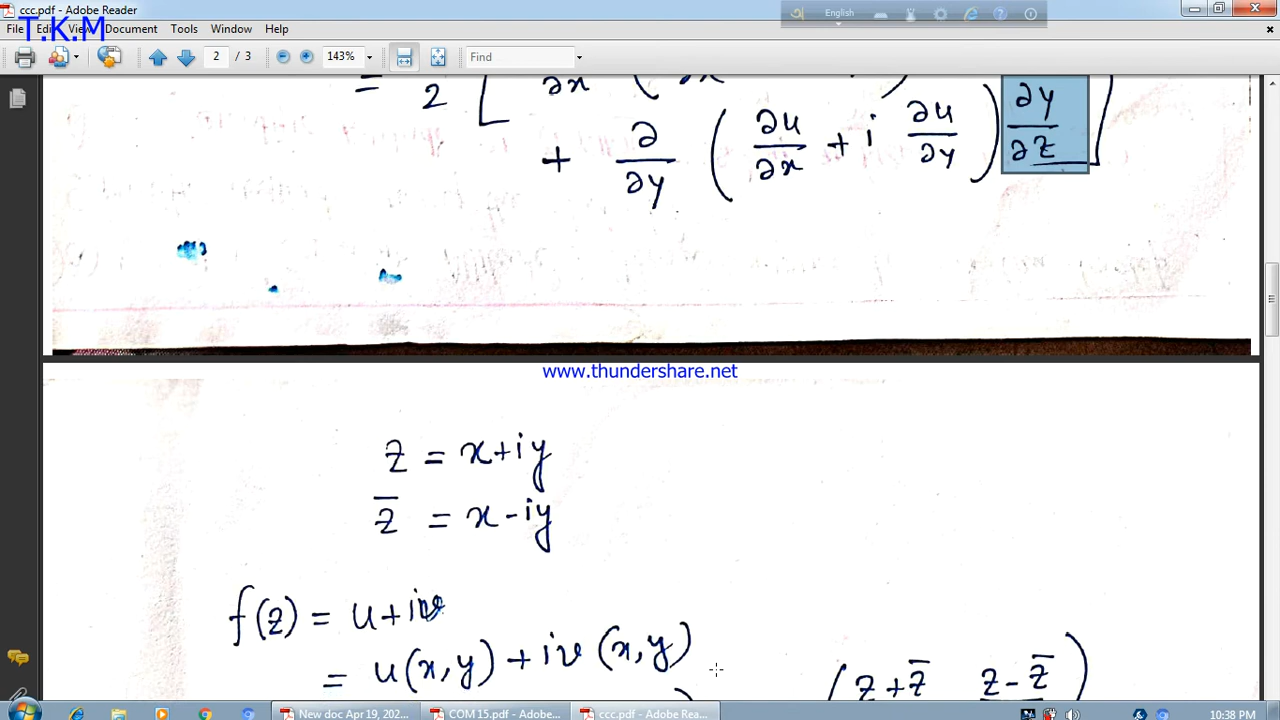 ccc.pdf - Adobe Reader
English
T.K.M
File Edit View Document Tools Window Help
2 / 3 143% Find
= 1/2 [ ∂x ( ∂x
+ ∂/∂y ( ∂u/∂x + i ∂u/∂y ) ∂y/∂z ]
www.thundershare.net
z = x+iy
z̄ = x-iy
f(z) = u+iv
= u(x,y) + iv(x,y)
( z+z̄ z-z̄ )
New doc Apr 19, 202... COM 15.pdf - Adobe... ccc.pdf - Adobe Rea... 10:38 PM